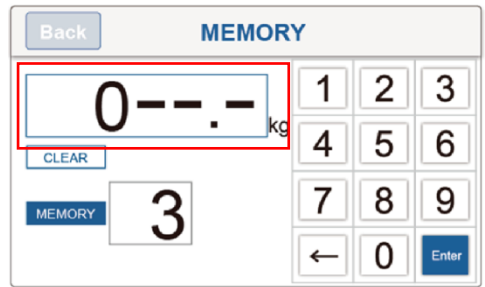 Back
MEMORY
0--.-
kg
CLEAR
MEMORY
3
1 2 3
4 5 6
7 8 9
← 0 Enter